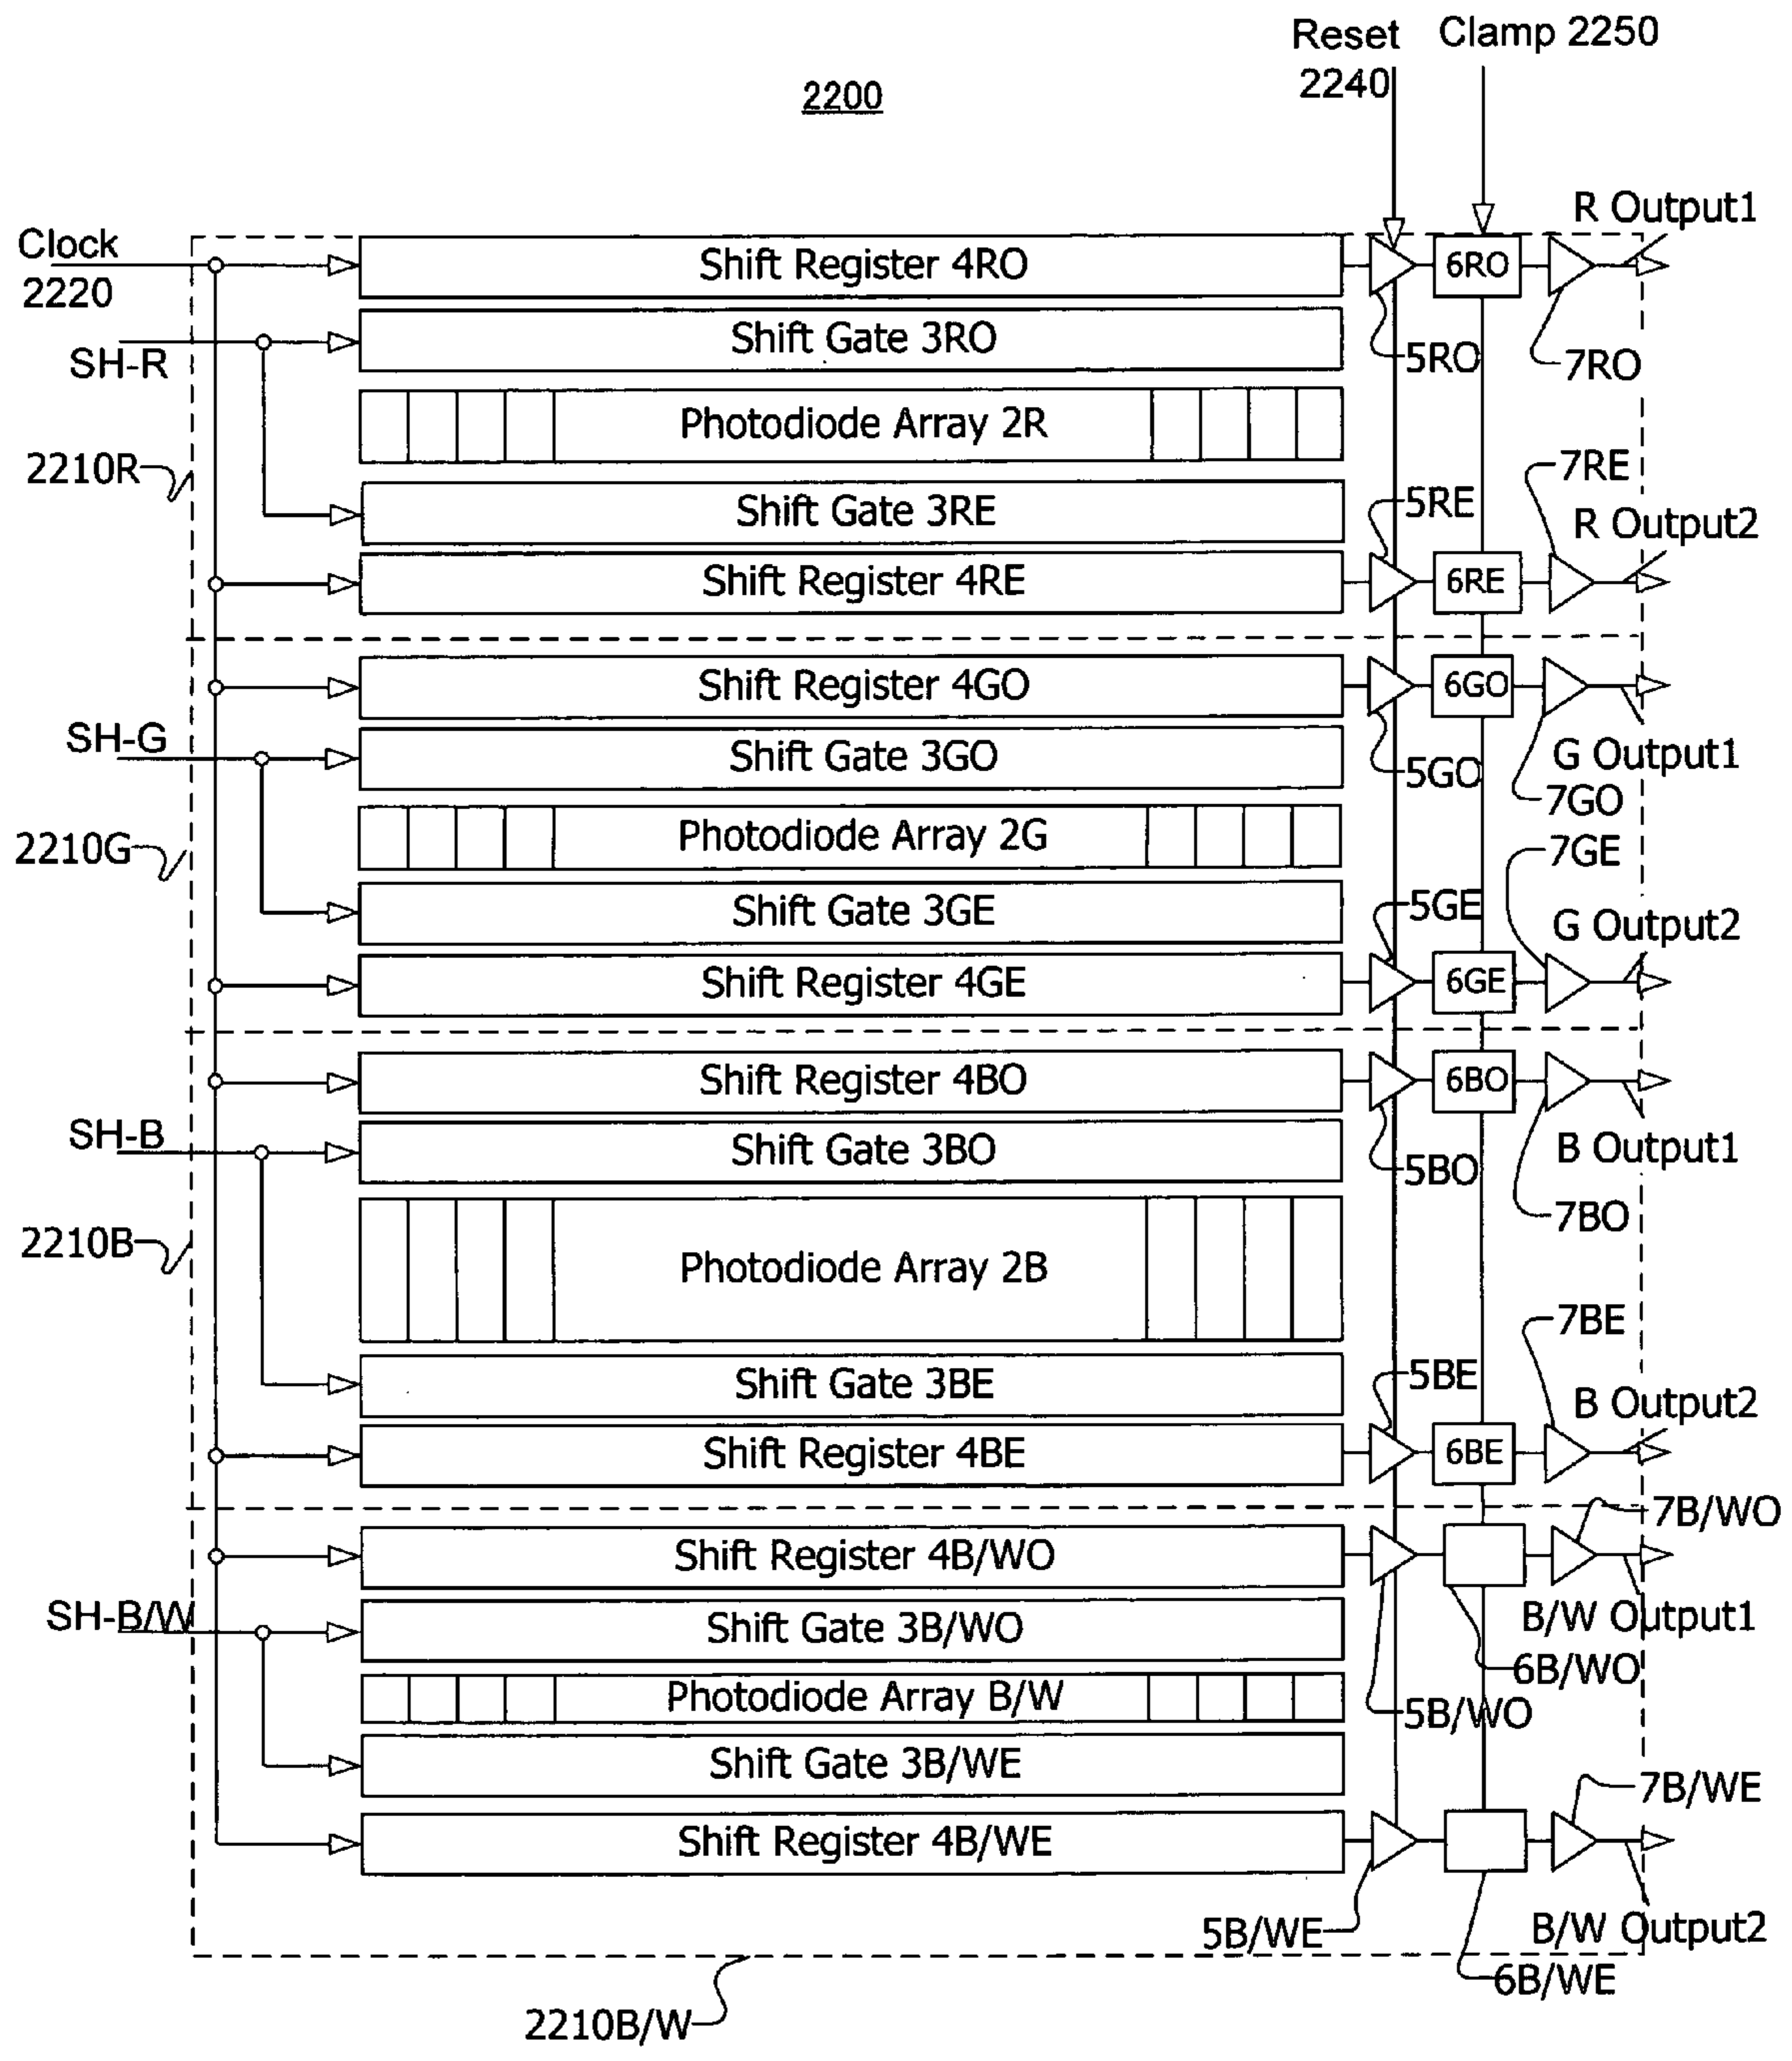 Reset
2240
Clamp 2250
2200
R Output1
Clock
2220
Shift Register 4RO
6RO
SH-R
Shift Gate 3RO
5RO
7RO
Photodiode Array 2R
2210R
7RE
5RE
Shift Gate 3RE
R Output2
Shift Register 4RE
6RE
Shift Register 4GO
6GO
SH-G
Shift Gate 3GO
G Output1
5GO
7GO
Photodiode Array 2G
2210G
7GE
5GE
Shift Gate 3GE
G Output2
Shift Register 4GE
6GE
Shift Register 4BO
6BO
SH-B
Shift Gate 3BO
B Output1
5BO
7BO
2210B
Photodiode Array 2B
7BE
5BE
Shift Gate 3BE
B Output2
Shift Register 4BE
6BE
7B/WO
Shift Register 4B/WO
SH-B/W
Shift Gate 3B/WO
B/W Output1
6B/WO
Photodiode Array B/W
5B/WO
Shift Gate 3B/WE
7B/WE
Shift Register 4B/WE
5B/WE
B/W Output2
6B/WE
2210B/W